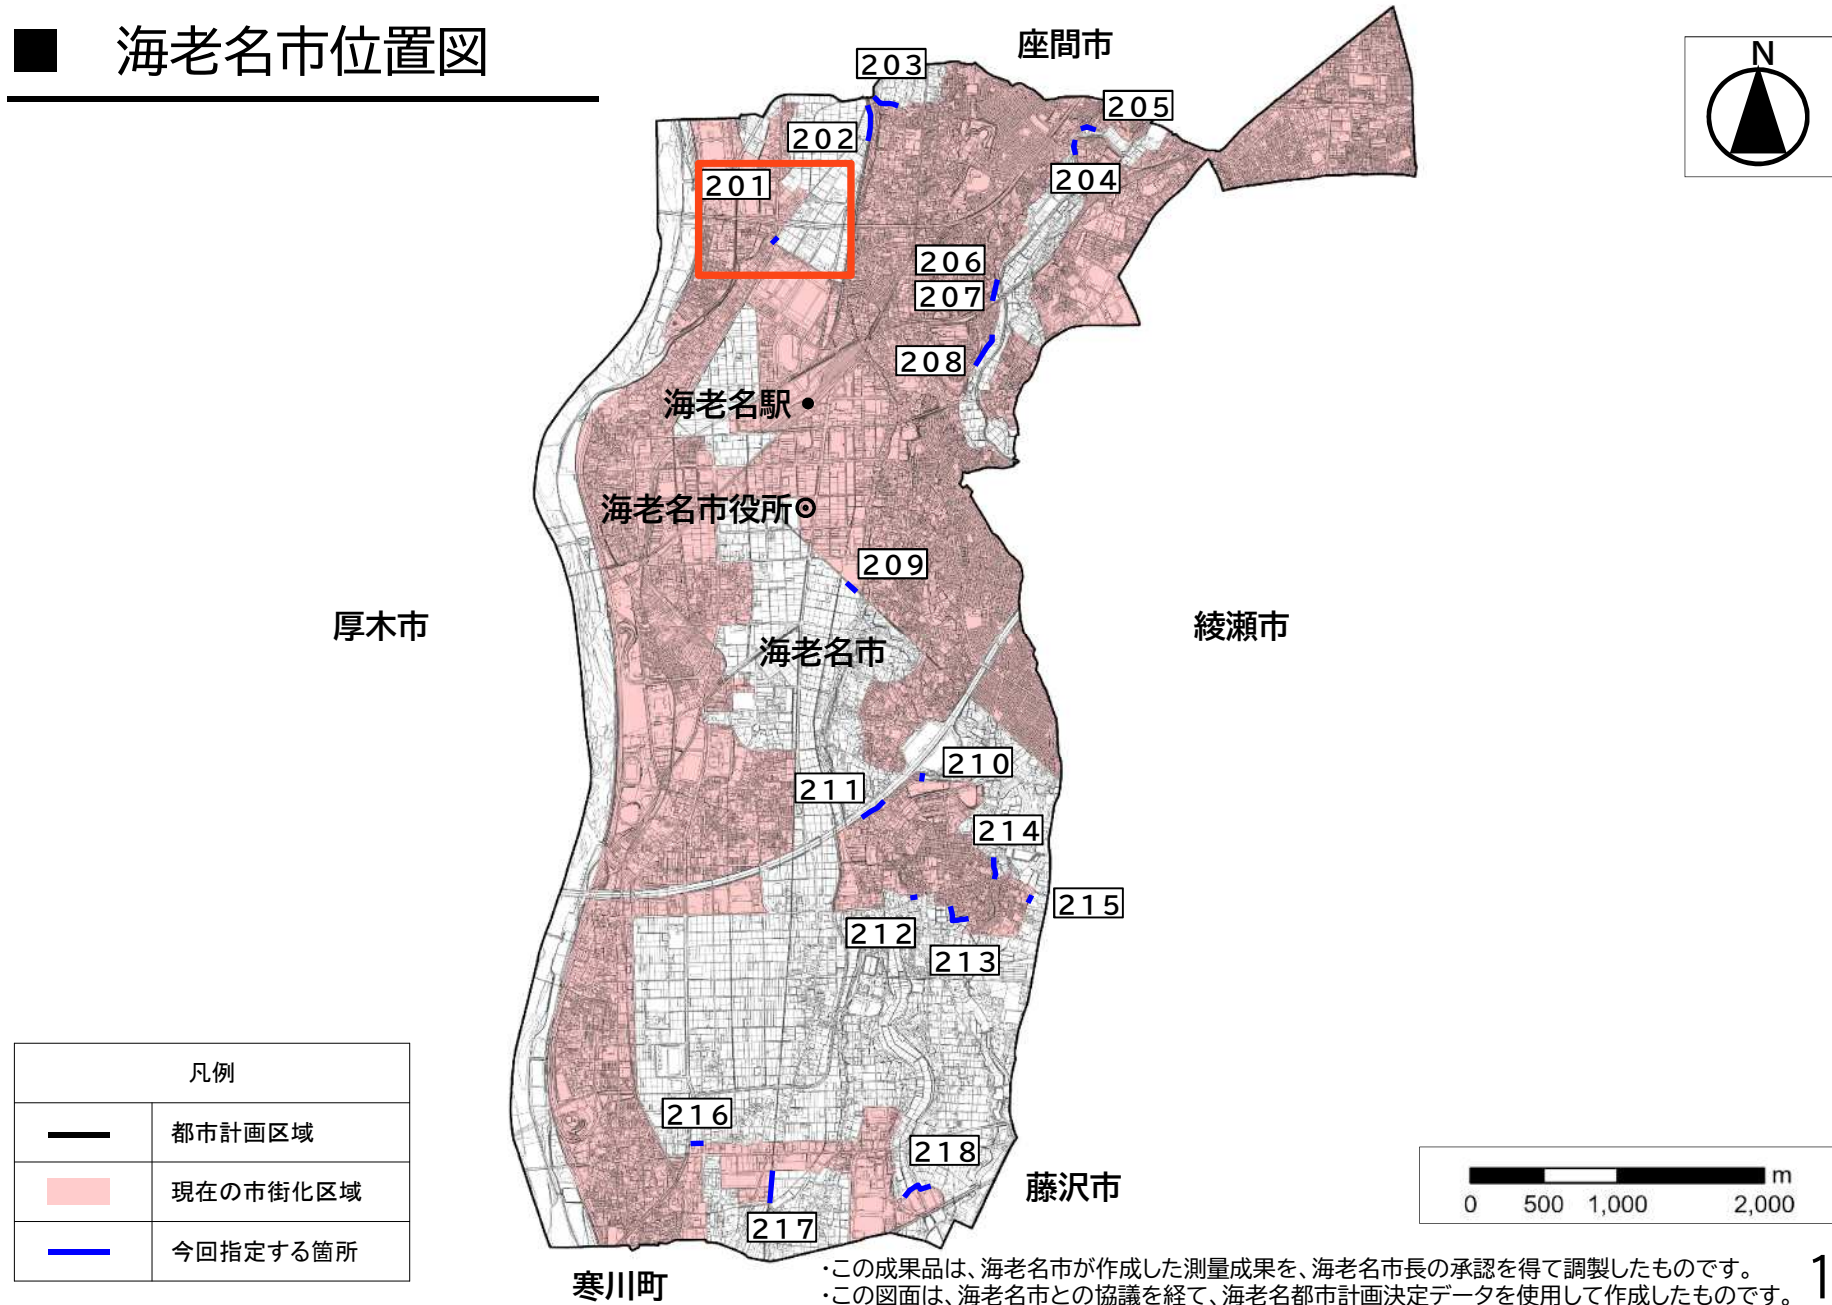 ■ 海老名市位置図
座間市
N
203
205
202
201
204
206
207
208
海老名駅
海老名市役所
209
厚木市
綾瀬市
海老名市
210
211
214
215
212
213
凡例
都市計画区域
現在の市街化区域
今回指定する箇所
216
218
217
藤沢市
寒川町
m
0 500 1,000 2,000
・この成果品は、海老名市が作成した測量成果を、海老名市長の承認を得て調製したものです。
・この図面は、海老名市との協議を経て、海老名都市計画決定データを使用して作成したものです。
1